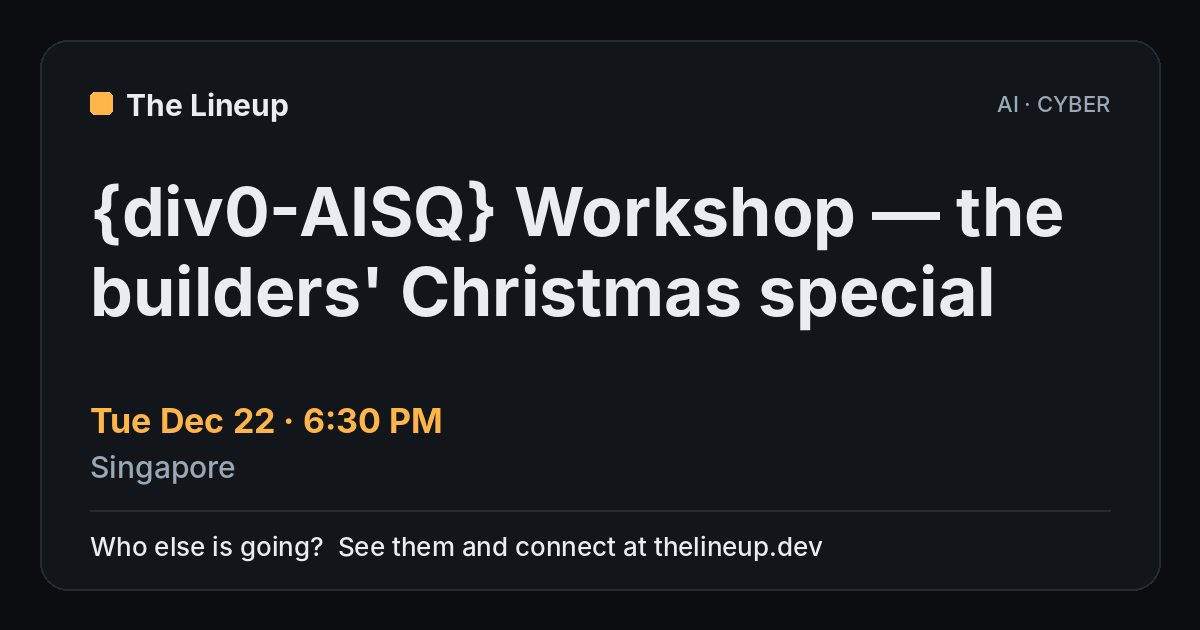 The Lineup
AI · CYBER
{div0-AISQ} Workshop — the
builders' Christmas special
Tue Dec 22 · 6:30 PM
Singapore
Who else is going?  See them and connect at thelineup.dev